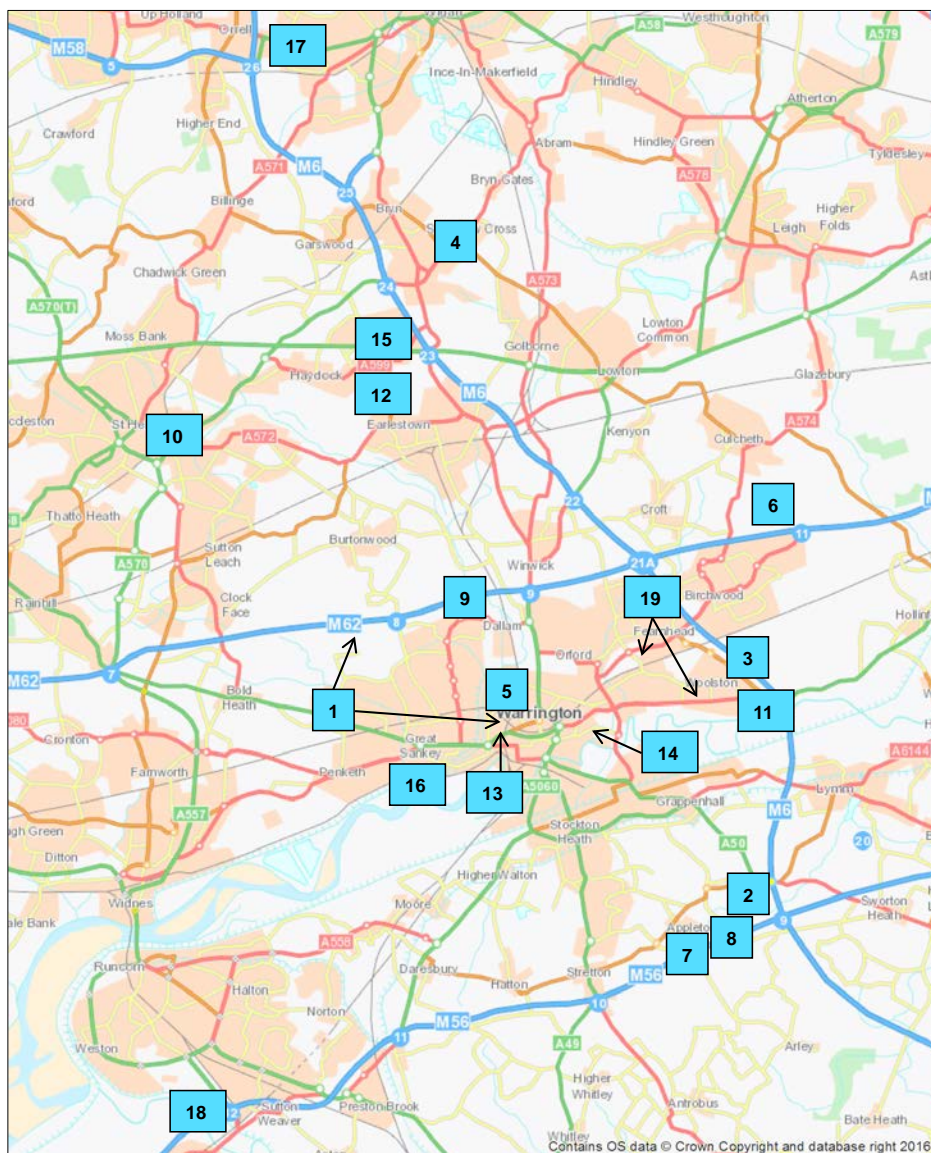 Up Holland
Orrell
Wigan
A58
Westhoughton
A579
M58
5
26
17
Ince-In-Makerfield
Hindley
Atherton
Crawford
Higher End
M6
Abram
Hindley Green
Tyldesley
A571
A578
Bryn Gates
25
Billinge
Bryn
4
Cross
Higher
Folds
Garswood
Leigh
Chadwick Green
24
A573
A570(T)
Moss Bank
15
23
Lowton
Common
Golborne
A599
Haydock
12
M6
Lowton
Glazebury
10
A572
Earlestown
Kenyon
Culcheth
A574
Thatto Heath
22
Croft
6
11
Sutton
Leach
Burtonwood
A570
Winwick
21A
Rainhill
Clock
Face
9
9
19
Birchwood
M62
8
Dallam
Fearnhead
Orford
3
M62
7
Bold
Heath
1
5
Warrington
11
Cronton
Great
Sankey
14
Farnworth
Penketh
16
13
A6144
A5060
A557
Grappenhall
Lymm
M6
Ditton
Stockton
Heath
A50
20
Higher Walton
Widnes
Moore
2
Sworton
Heath
A558
8
9
Runcorn
7
Halton
Daresbury
Stretton
M56
Hatton
Norton
10
M56
Weston
11
A49
Arley
Higher
Whitley
Antrobus
18
Sutton
Weaver
Preston Brook
Bate Heath
Whitley
Contains OS data © Crown Copyright and database right 2016